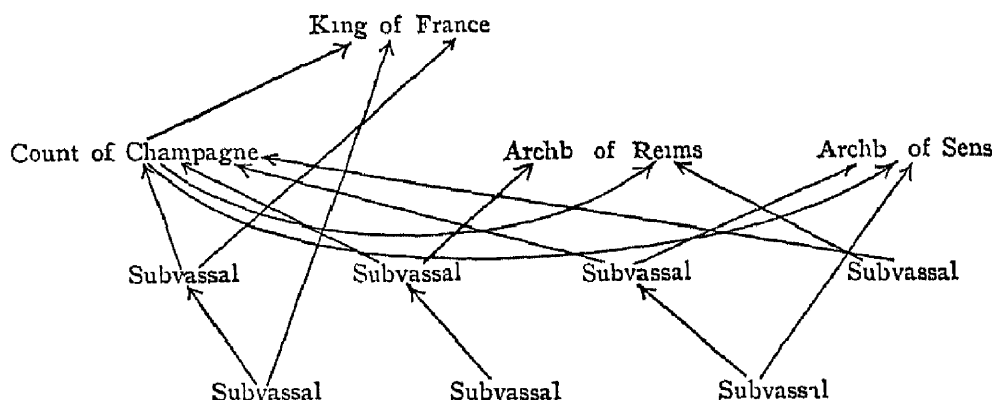 King of France
Count of Champagne Archb of Reims Archb of Sens
Subvassal Subvassal Subvassal Subvassal
Subvassal Subvassal Subvassal